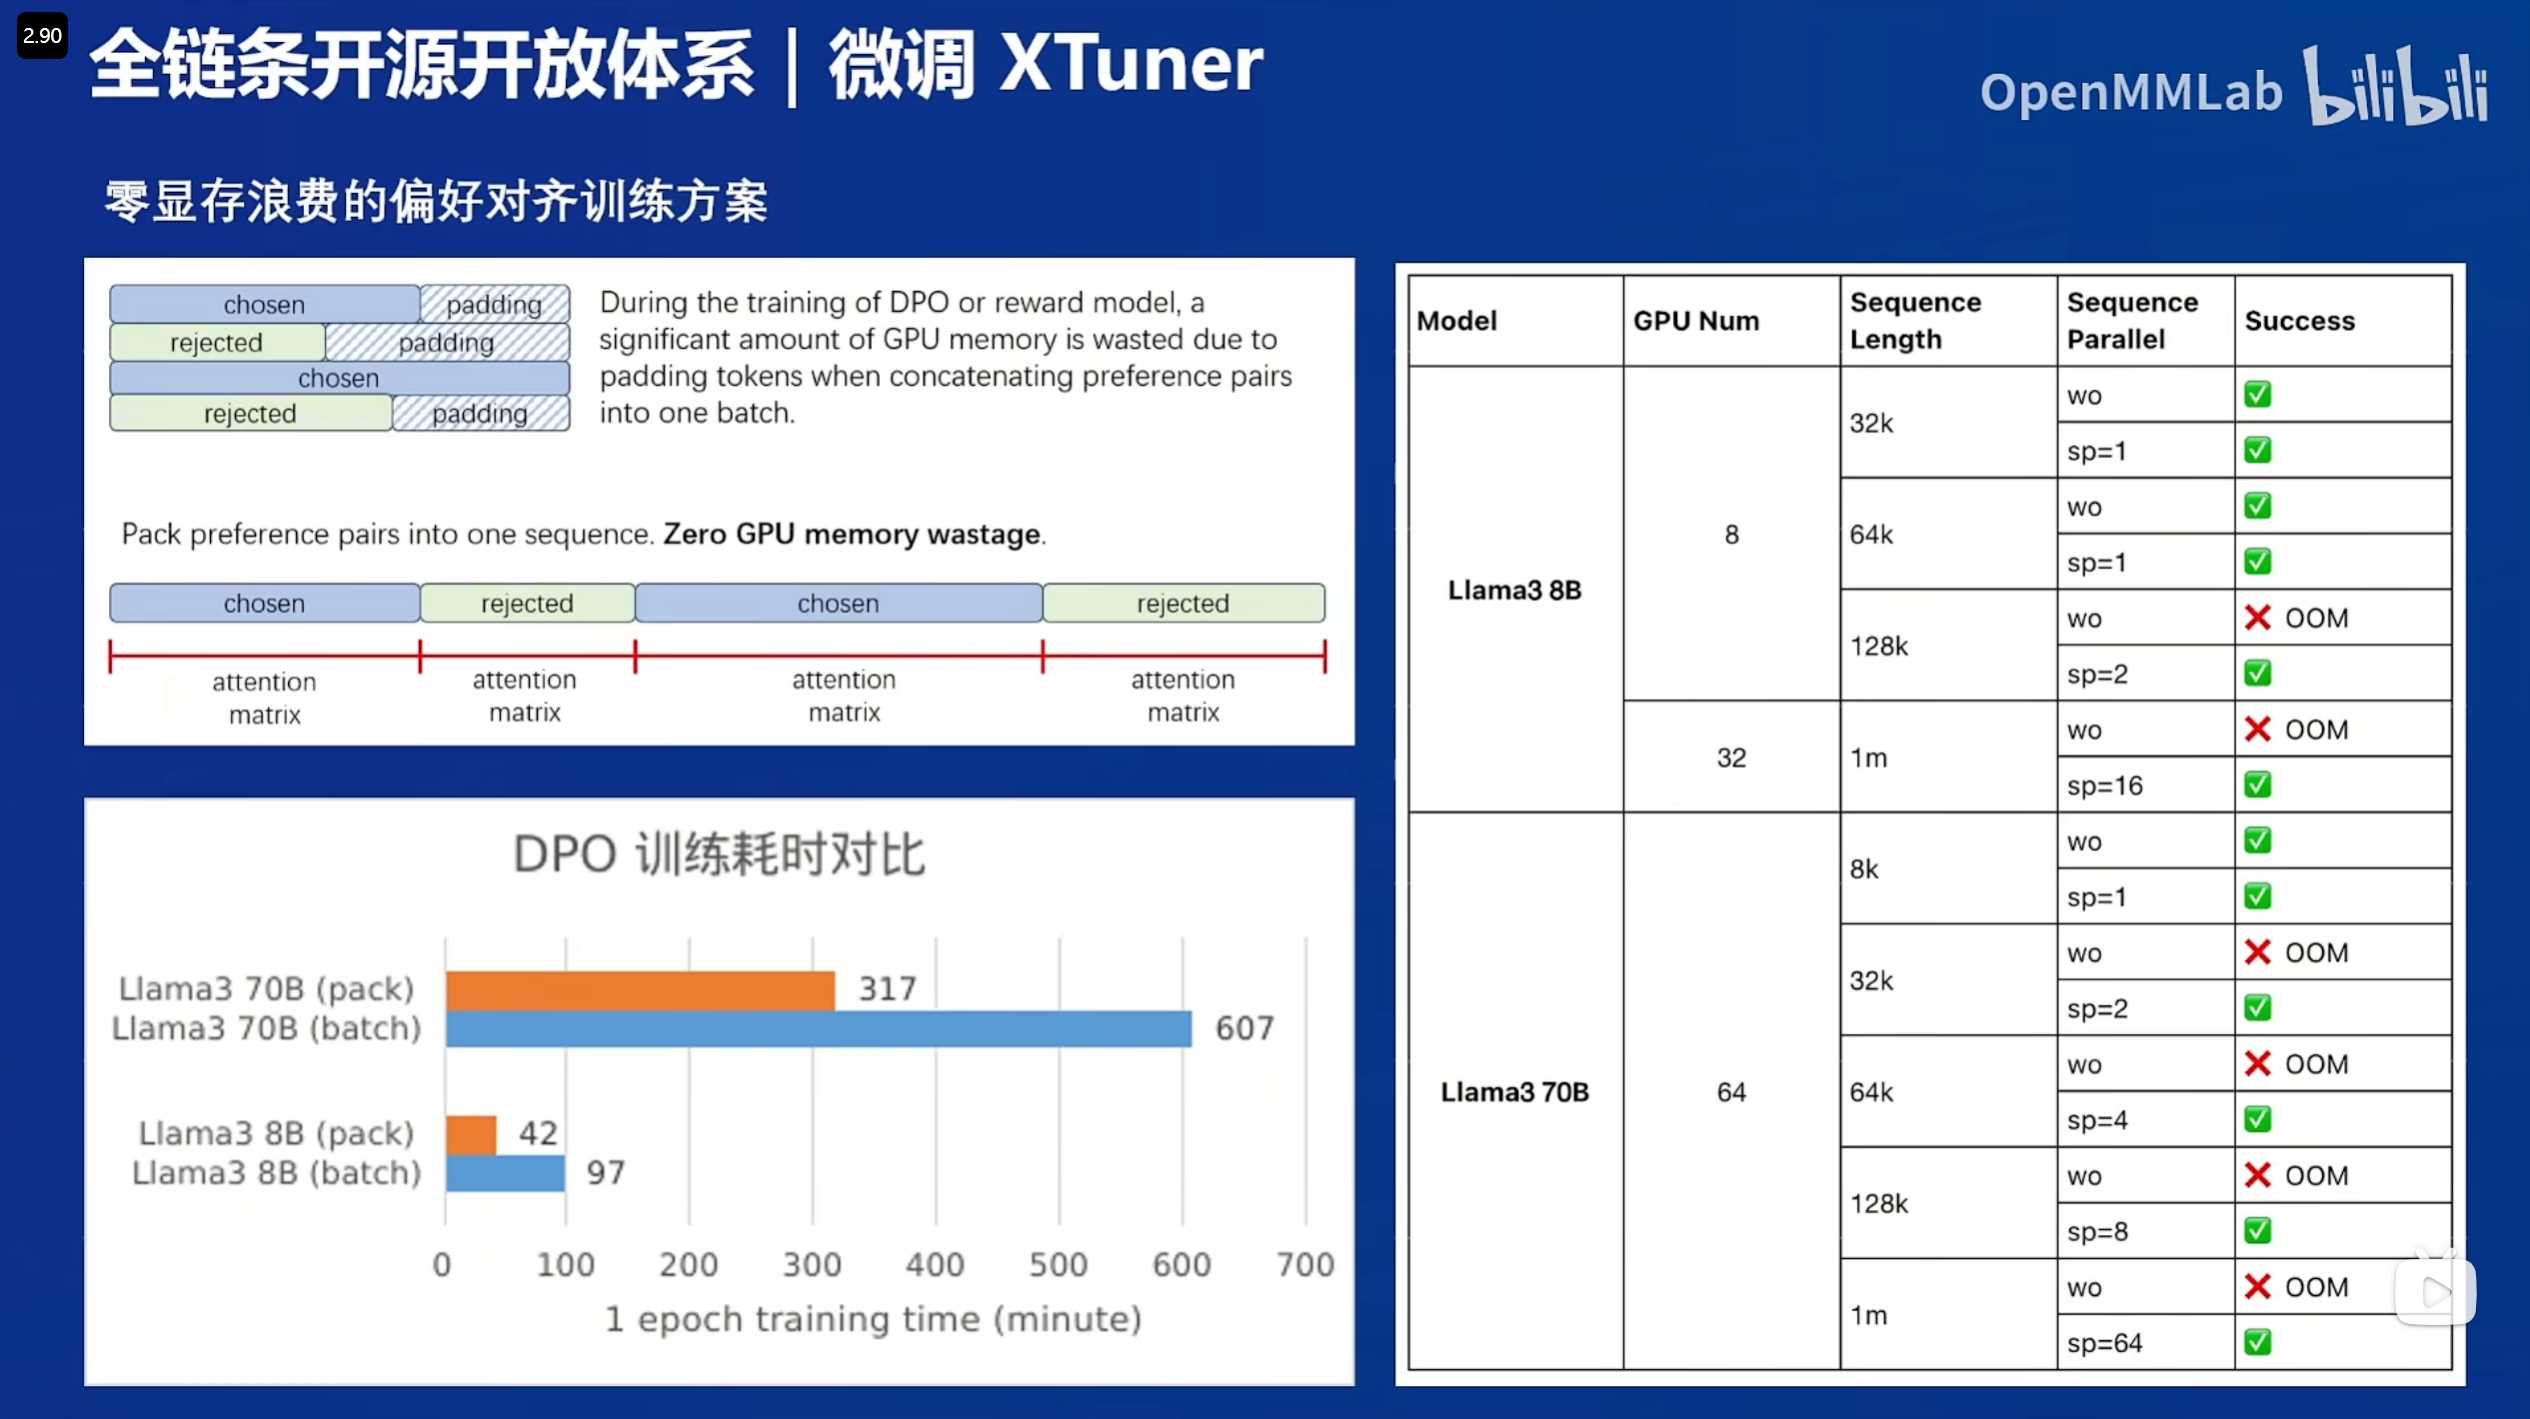 2.90
全链条开源开放体系 | 微调 XTuner
OpenMMLab bilibili
零显存浪费的偏好对齐训练方案
chosen padding
rejected padding
chosen
rejected padding
During the training of DPO or reward model, a
significant amount of GPU memory is wasted due to
padding tokens when concatenating preference pairs
into one batch.
Pack preference pairs into one sequence. Zero GPU memory wastage.
chosen rejected chosen rejected
attention matrix attention matrix attention matrix attention matrix
DPO 训练耗时对比
Llama3 70B (pack) 317
Llama3 70B (batch) 607
Llama3 8B (pack) 42
Llama3 8B (batch) 97
0 100 200 300 400 500 600 700
1 epoch training time (minute)
Model GPU Num Sequence Length Sequence Parallel Success
Llama3 8B 8 32k wo ✅
sp=1 ✅
64k wo ✅
sp=1 ✅
128k wo ❌ OOM
sp=2 ✅
32 1m wo ❌ OOM
sp=16 ✅
Llama3 70B 64 8k wo ✅
sp=1 ✅
32k wo ❌ OOM
sp=2 ✅
64k wo ❌ OOM
sp=4 ✅
128k wo ❌ OOM
sp=8 ✅
1m wo ❌ OOM
sp=64 ✅